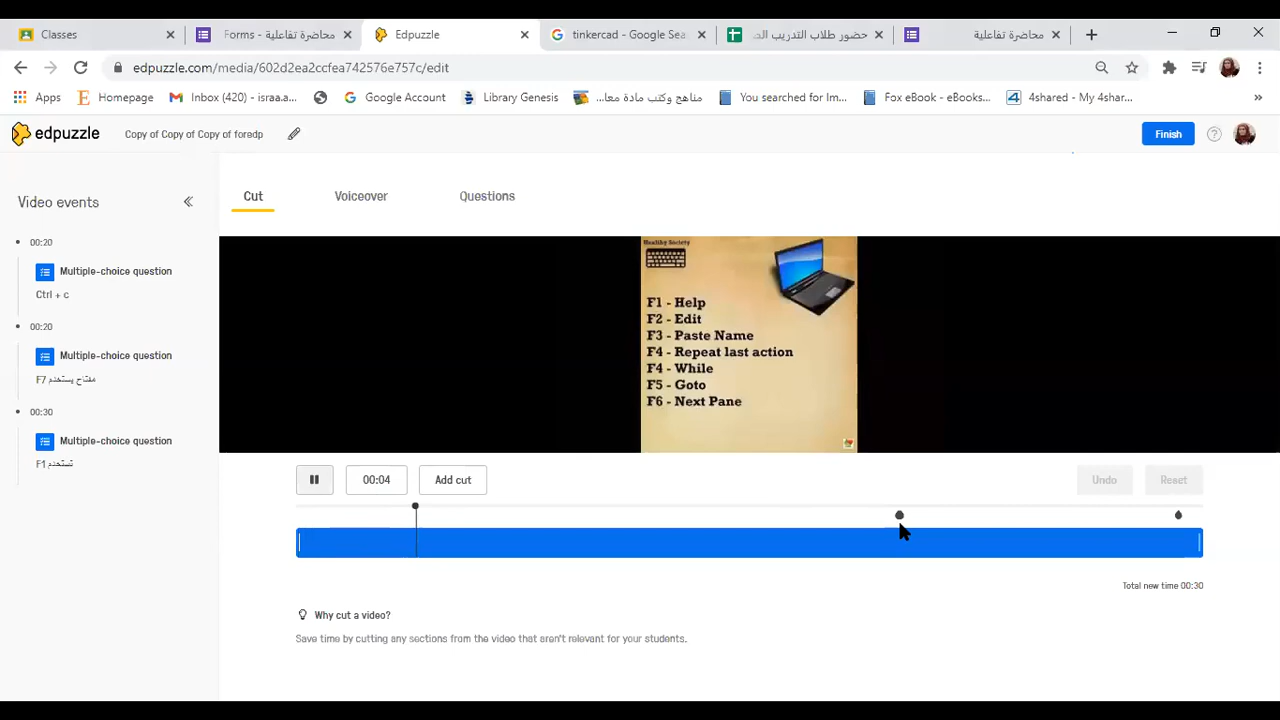 Classes
محاضرة تفاعلية - Forms
Edpuzzle
tinkercad - Google Sea
حضور طلاب التدريب الص
محاضرة تفاعلية
edpuzzle.com/media/602d2ea2ccfea742576e757c/edit
Apps
Homepage
Inbox (420) - israa.a...
Google Account
Library Genesis
مناهج وكتب مادة معا...
You searched for Im...
Fox eBook - eBooks...
4shared - My 4shar...
»
edpuzzle
Copy of Copy of Copy of foredp
Finish
?
Video events
Cut
Voiceover
Questions
00:20
Multiple-choice question
Ctrl + c
00:20
Multiple-choice question
مفتاح يستخدم F7
00:30
Multiple-choice question
تستخدم F1
Healthy Society
F1 - Help
F2 - Edit
F3 - Paste Name
F4 - Repeat last action
F4 - While
F5 - Goto
F6 - Next Pane
00:04
Add cut
Undo
Reset
Total new time 00:30
Why cut a video?
Save time by cutting any sections from the video that aren't relevant for your students.